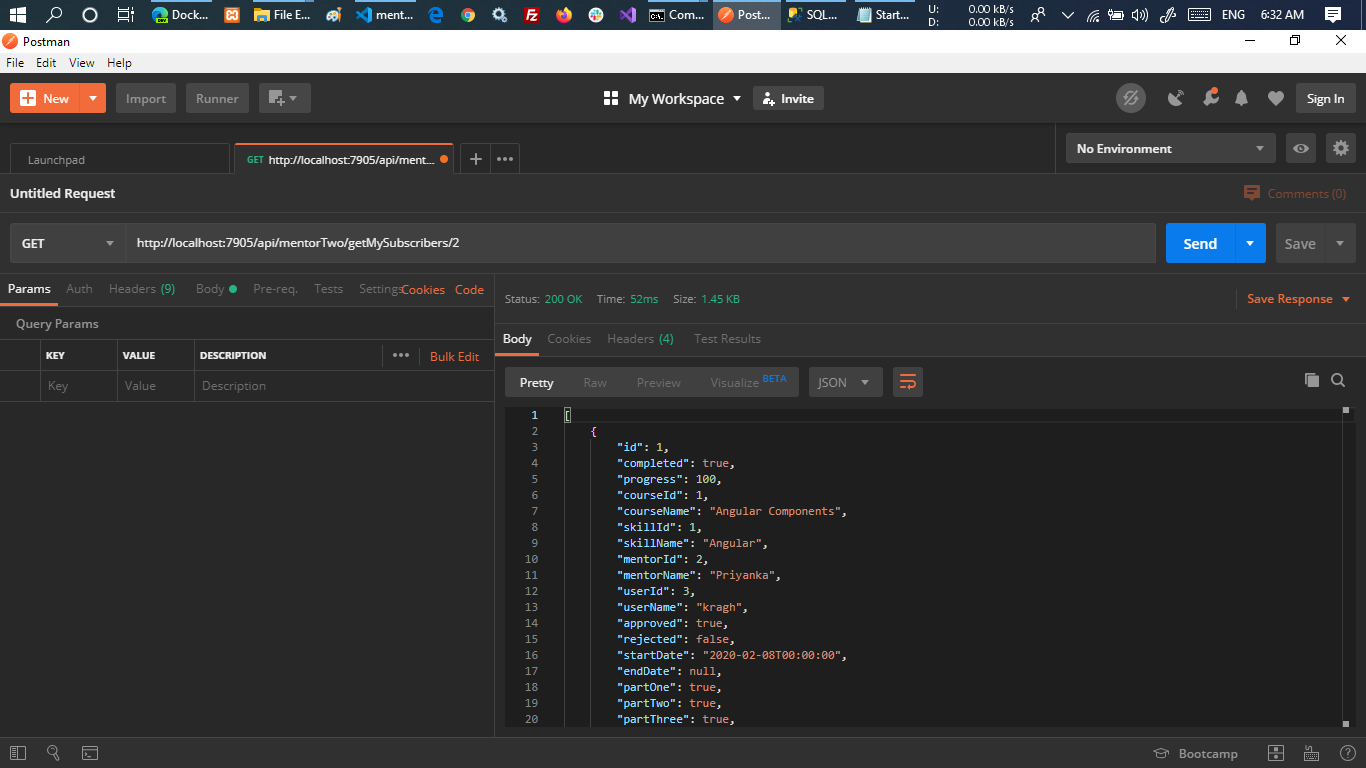 Dock...
File E...
ment...
Com...
Post...
SQL...
Start...
U: 0.00 kB/s
D: 0.00 kB/s
ENG
6:32 AM
Postman
File Edit View Help
New
Import
Runner
My Workspace
Invite
Sign In
Launchpad
GET http://localhost:7905/api/ment...
No Environment
Untitled Request
Comments (0)
GET
http://localhost:7905/api/mentorTwo/getMySubscribers/2
Send
Save
Params Auth Headers (9) Body Pre-req. Tests Settings Cookies Code
Query Params
KEY VALUE DESCRIPTION Bulk Edit
Key Value Description
Status: 200 OK Time: 52ms Size: 1.45 KB
Save Response
Body Cookies Headers (4) Test Results
Pretty Raw Preview Visualize BETA JSON
1 [
2 {
3 "id": 1,
4 "completed": true,
5 "progress": 100,
6 "courseId": 1,
7 "courseName": "Angular Components",
8 "skillId": 1,
9 "skillName": "Angular",
10 "mentorId": 2,
11 "mentorName": "Priyanka",
12 "userId": 3,
13 "userName": "kragh",
14 "approved": true,
15 "rejected": false,
16 "startDate": "2020-02-08T00:00:00",
17 "endDate": null,
18 "partOne": true,
19 "partTwo": true,
20 "partThree": true,
Bootcamp